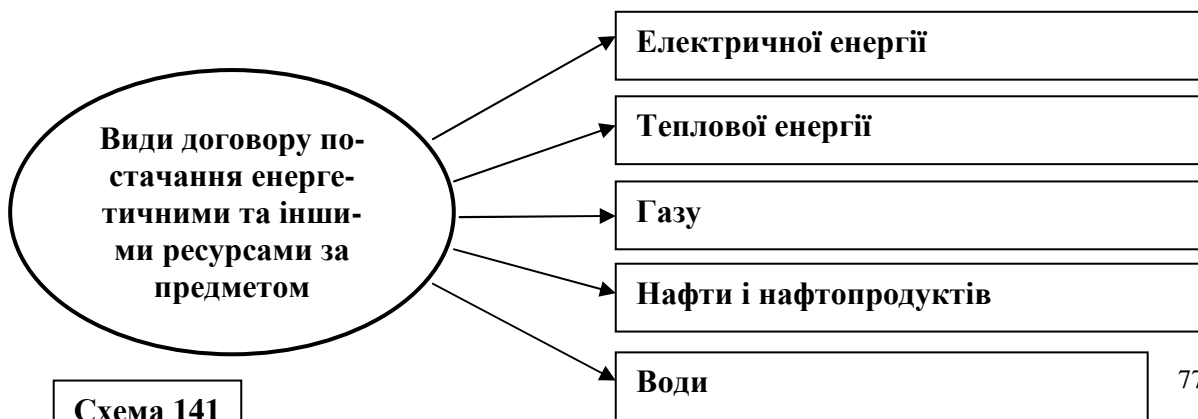 Види договору по-
стачання енерге-
тичними та інши-
ми ресурсами за
предметом
Електричної енергії
Теплової енергії
Газу
Нафти і нафтопродуктів
Води
77
Схема 141